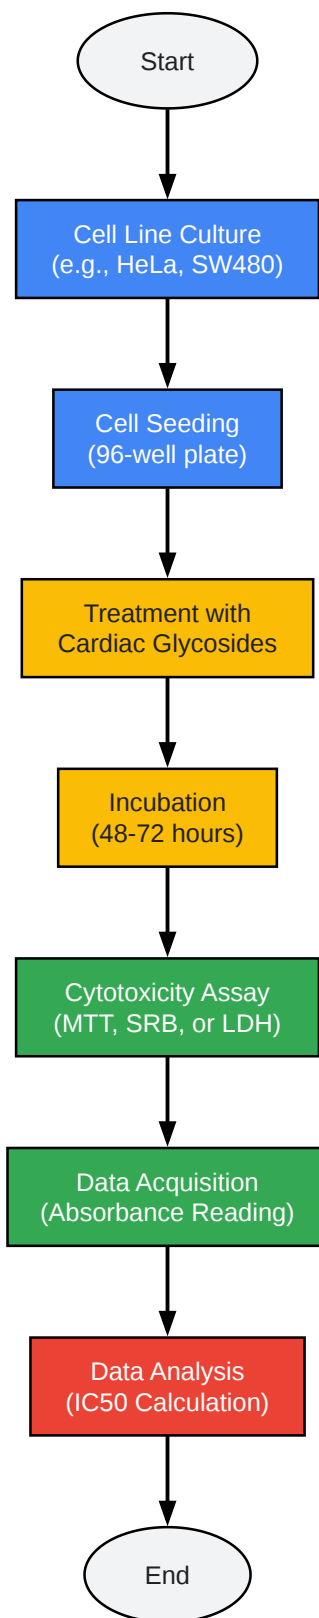 Start
Cell Line Culture
(e.g., HeLa, SW480)
Cell Seeding
(96-well plate)
Treatment with
Cardiac Glycosides
Incubation
(48-72 hours)
Cytotoxicity Assay
(MTT, SRB, or LDH)
Data Acquisition
(Absorbance Reading)
Data Analysis
(IC50 Calculation)
End